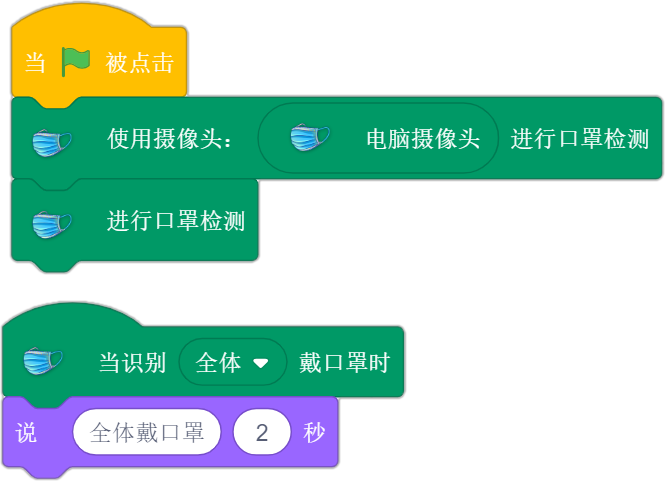 当 被点击
使用摄像头： 电脑摄像头 进行口罩检测
进行口罩检测
当识别 全体 戴口罩时
说 全体戴口罩 2 秒